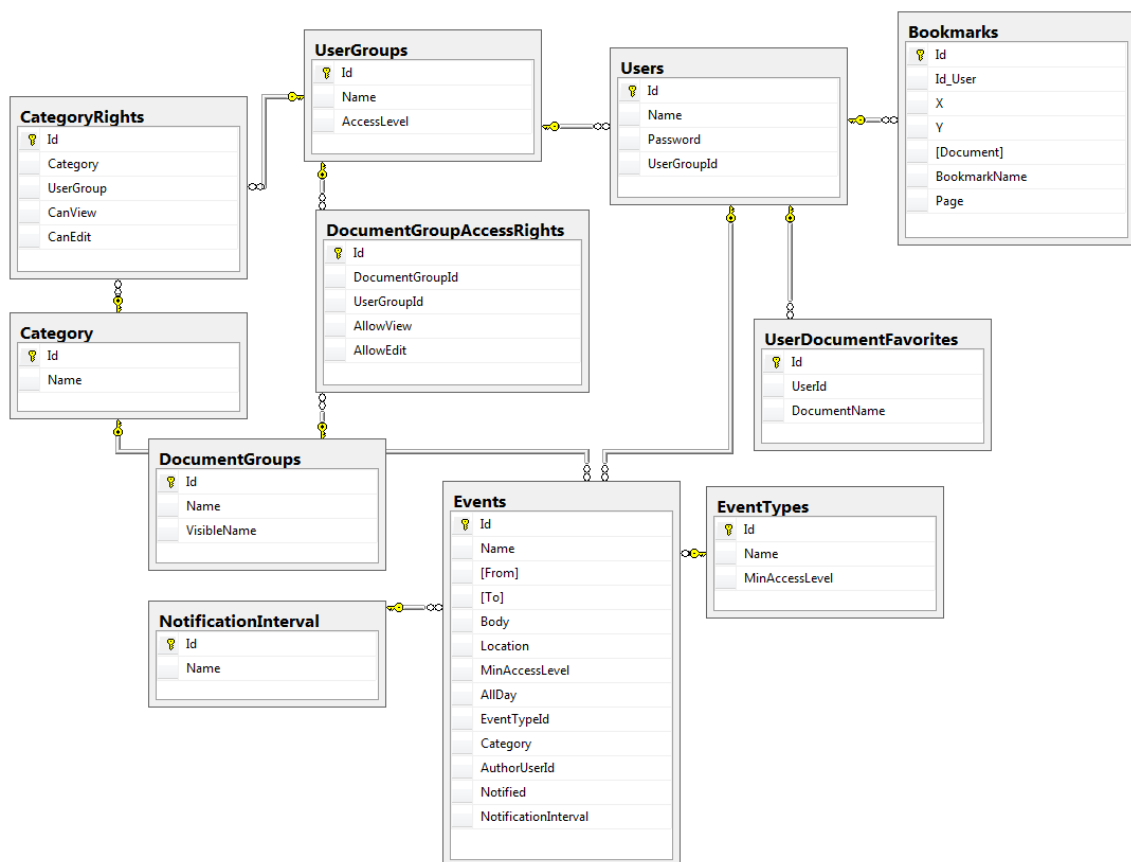 UserGroups
Id
Name
AccessLevel
Users
Id
Name
Password
UserGroupId
Bookmarks
Id
Id_User
X
Y
[Document]
BookmarkName
Page
CategoryRights
Id
Category
UserGroup
CanView
CanEdit
DocumentGroupAccessRights
Id
DocumentGroupId
UserGroupId
AllowView
AllowEdit
Category
Id
Name
UserDocumentFavorites
Id
UserId
DocumentName
DocumentGroups
Id
Name
VisibleName
Events
Id
Name
[From]
[To]
Body
Location
MinAccessLevel
AllDay
EventTypeId
Category
AuthorUserId
Notified
NotificationInterval
EventTypes
Id
Name
MinAccessLevel
NotificationInterval
Id
Name